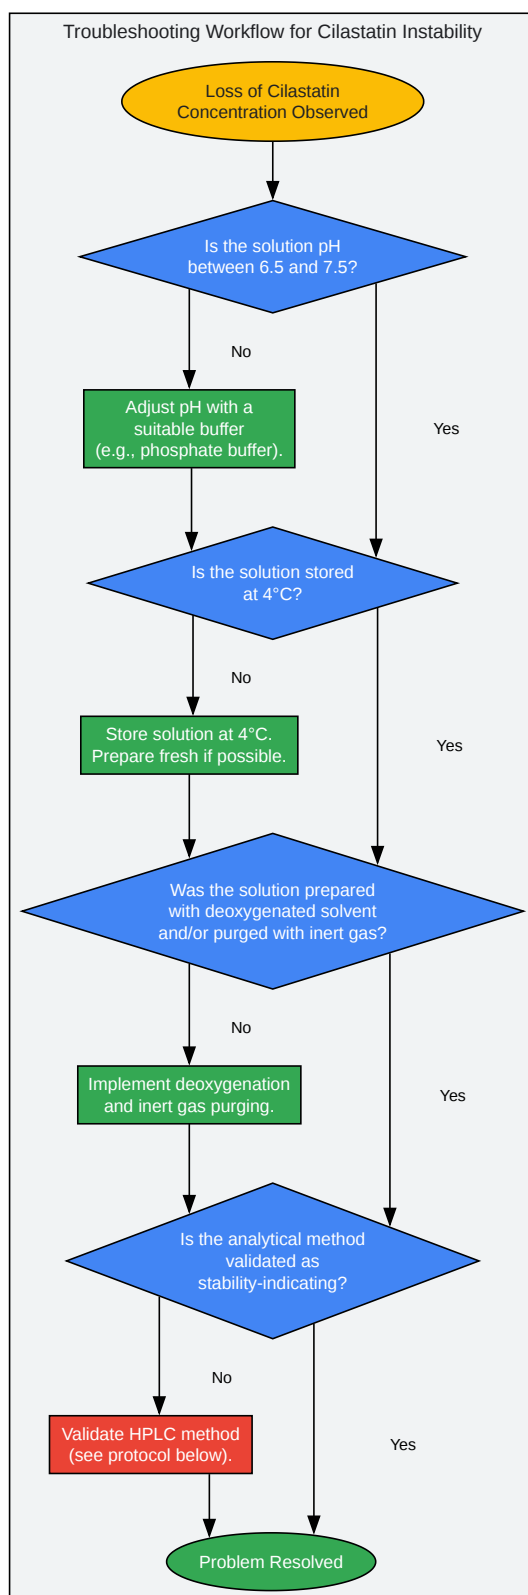 Troubleshooting Workflow for Cilastatin Instability
Loss of Cilastatin
Concentration Observed
Is the solution pH
between 6.5 and 7.5?
No
Adjust pH with a
suitable buffer
(e.g., phosphate buffer).
Yes
Is the solution stored
at 4°C?
No
Store solution at 4°C.
Prepare fresh if possible.
Yes
Was the solution prepared
with deoxygenated solvent
and/or purged with inert gas?
No
Implement deoxygenation
and inert gas purging.
Yes
Is the analytical method
validated as
stability-indicating?
No
Validate HPLC method
(see protocol below).
Yes
Problem Resolved